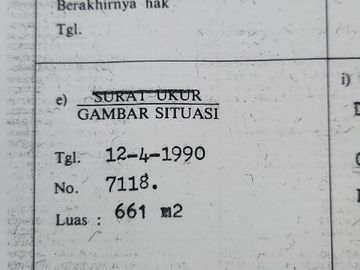 Berakhirnya hak
Tgl.
e) SURAT UKUR
GAMBAR SITUASI
Tgl. 12-4-1990
No. 7118.
Luas : 661 m2
i)